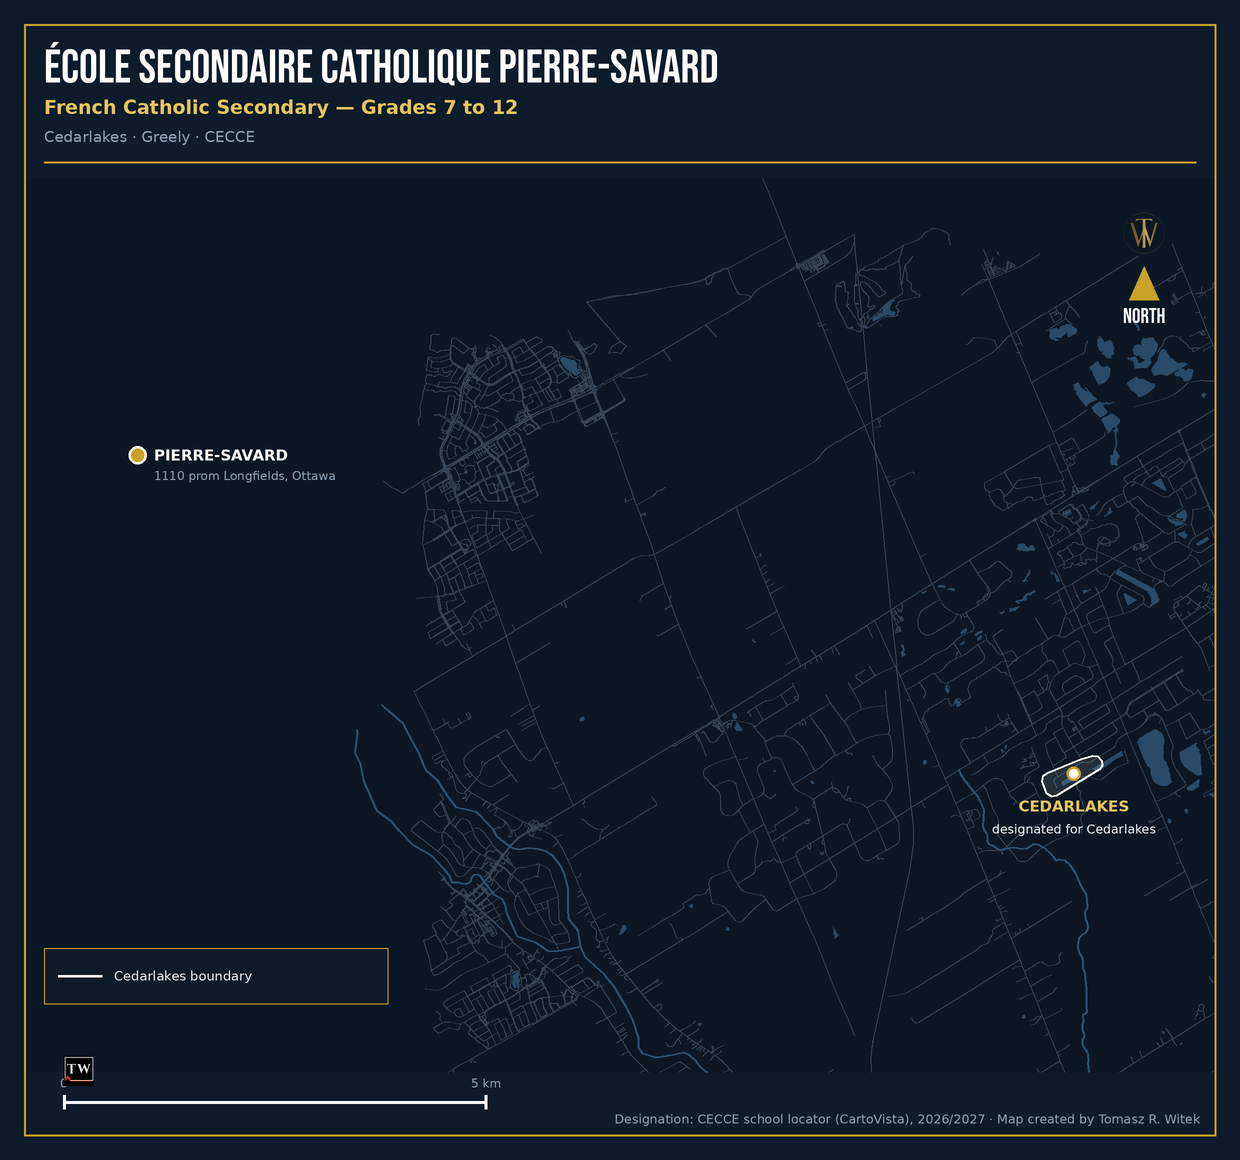 ÉCOLE SECONDAIRE CATHOLIQUE PIERRE-SAVARD
French Catholic Secondary — Grades 7 to 12
Cedarlakes · Greely · CECCE
TW
NORTH
PIERRE-SAVARD
1110 prom Longfields, Ottawa
CEDARLAKES
designated for Cedarlakes
Cedarlakes boundary
TW
0
5 km
Designation: CECCE school locator (CartoVista), 2026/2027 · Map created by Tomasz R. Witek